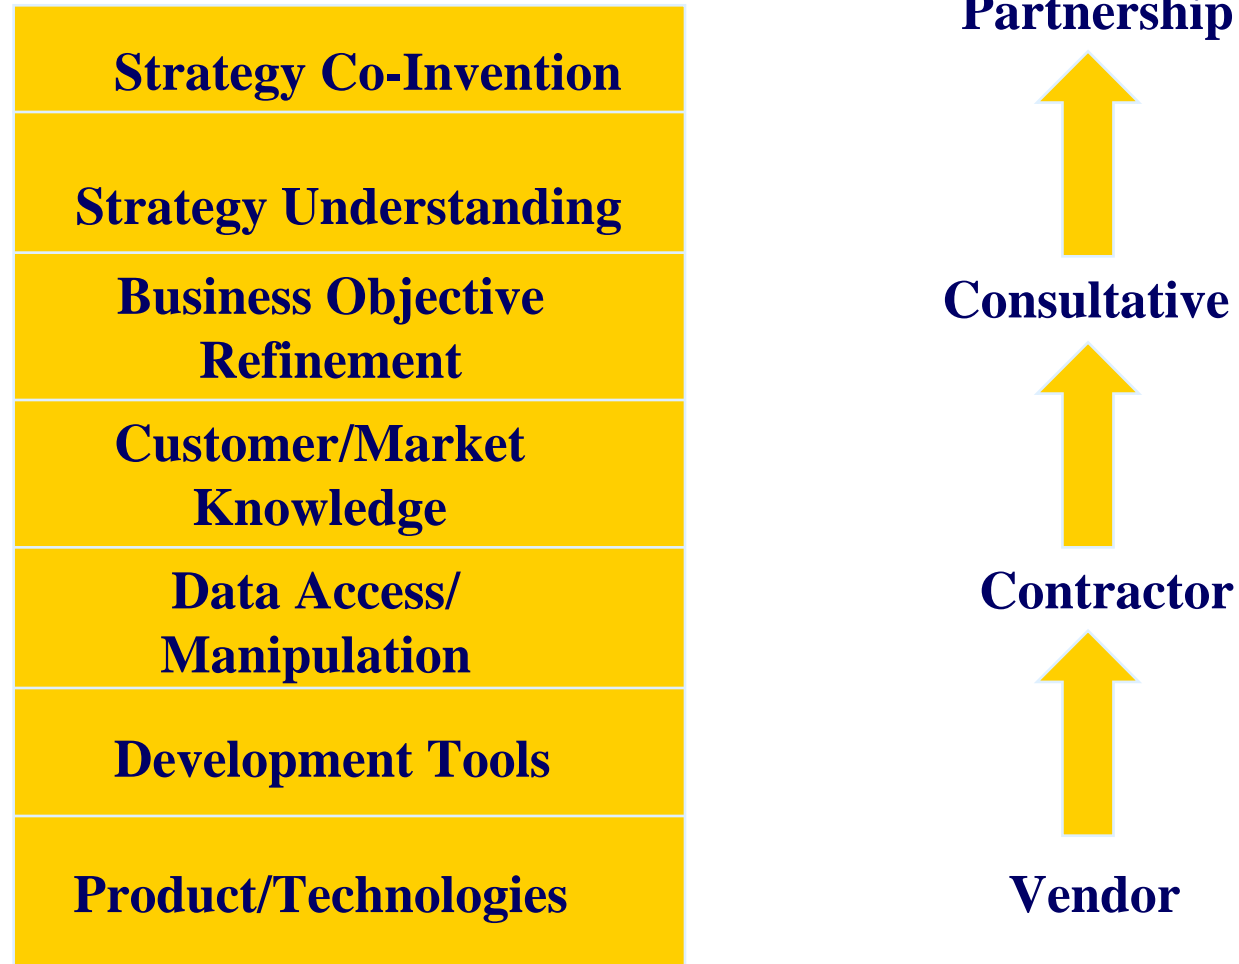 Partnership
Strategy Co-Invention
Strategy Understanding
Business Objective
Refinement
Consultative
Customer/Market
Knowledge
Data Access/
Manipulation
Contractor
Development Tools
Product/Technologies
Vendor